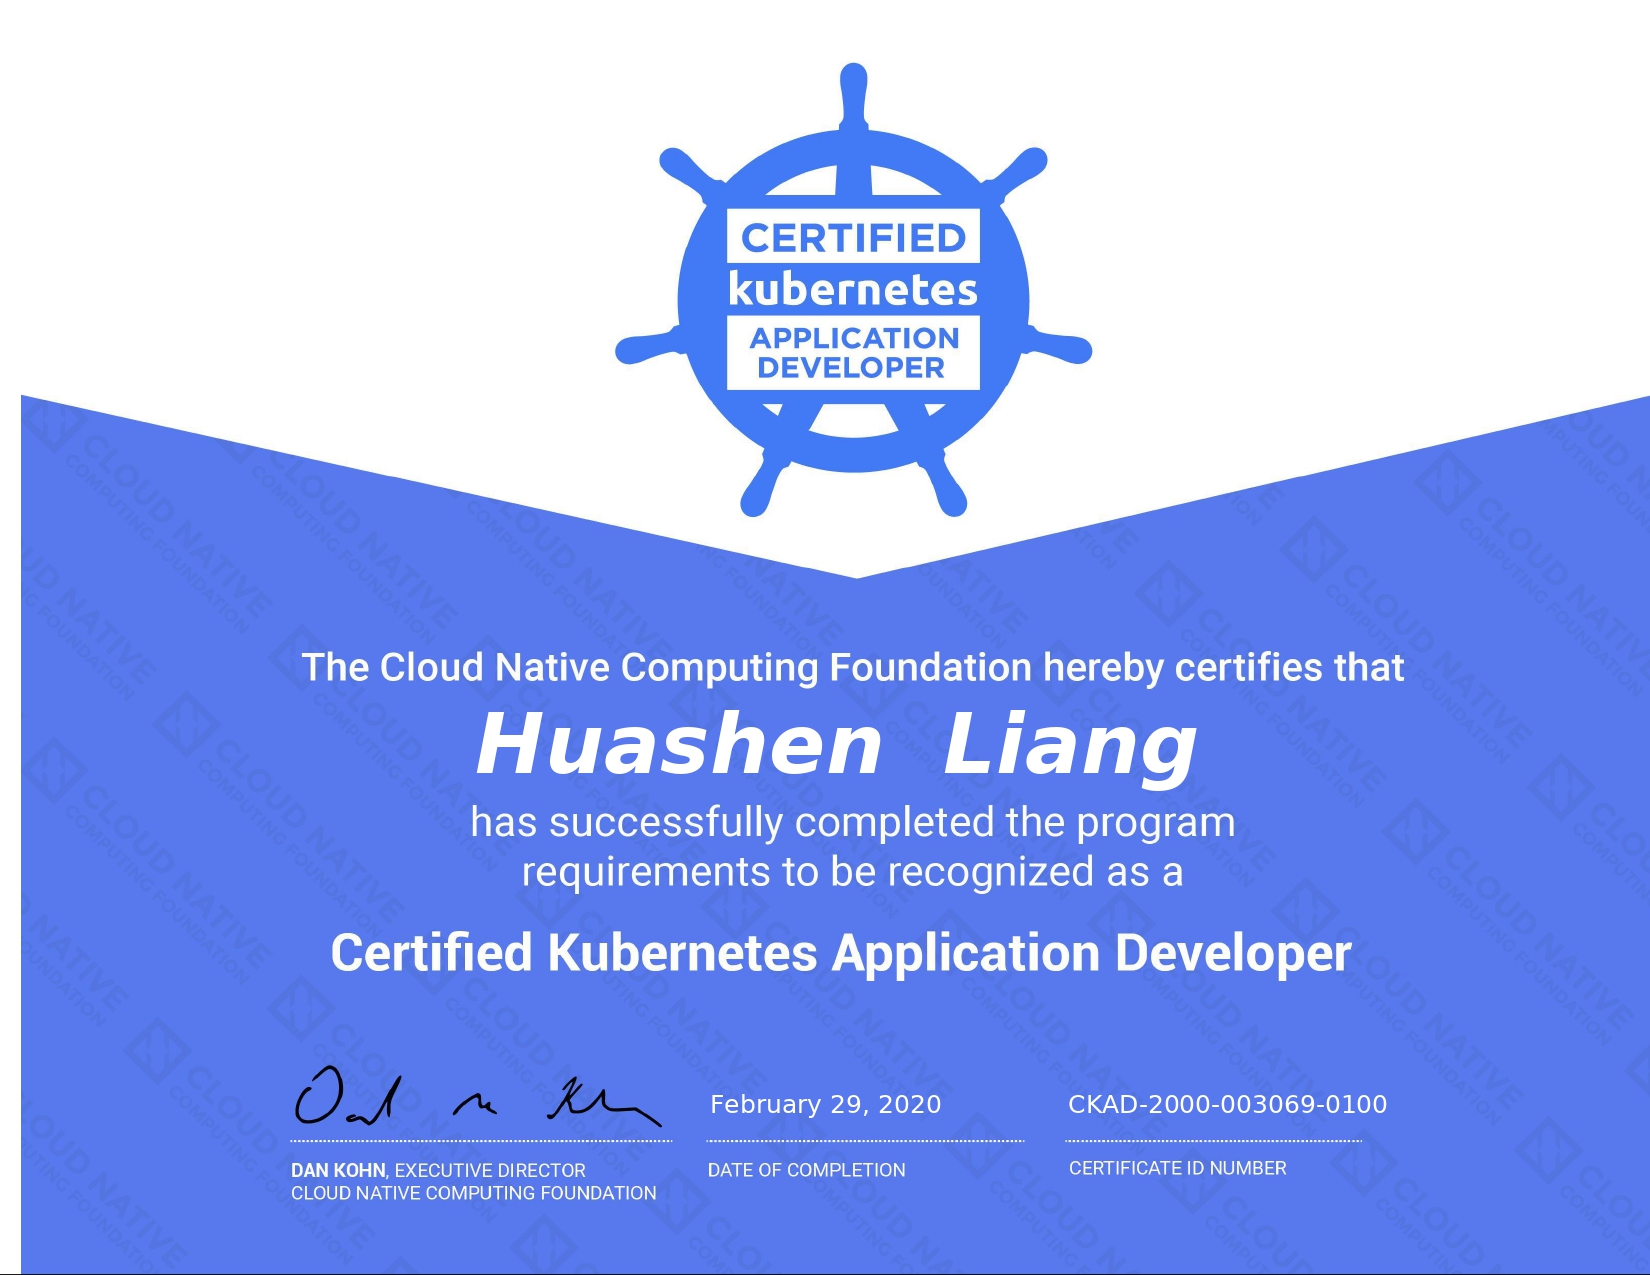 CERTIFIED
kubernetes
APPLICATION
DEVELOPER
The Cloud Native Computing Foundation hereby certifies that
Huashen Liang
has successfully completed the program
requirements to be recognized as a
Certified Kubernetes Application Developer
February 29, 2020
CKAD-2000-003069-0100
DAN KOHN, EXECUTIVE DIRECTOR
CLOUD NATIVE COMPUTING FOUNDATION
DATE OF COMPLETION
CERTIFICATE ID NUMBER